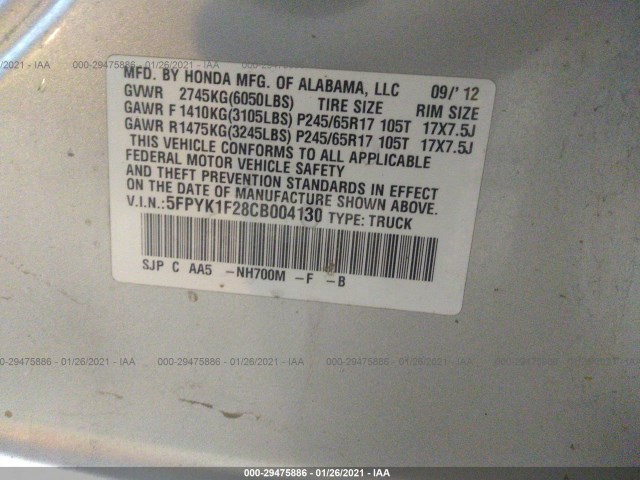 000-29475886 - 01/26/2021 - IAA
000-29475886 - 01/26/2021 - IAA
MFD. BY HONDA MFG. OF ALABAMA, LLC 09/' 12
GVWR 2745KG(6050LBS) TIRE SIZE RIM SIZE
GAWR F 1410KG(3105LBS) P245/65R17 105T 17X7.5J
GAWR R1475KG(3245LBS) P245/65R17 105T 17X7.5J
THIS VEHICLE CONFORMS TO ALL APPLICABLE
FEDERAL MOTOR VEHICLE SAFETY
AND THEFT PREVENTION STANDARDS IN EFFECT
ON THE DATE OF MANUFACTURE SHOWN ABOVE.
V.I.N.:5FPYK1F28CB004130 TYPE: TRUCK
SJP C AA5 -NH700M -F -B
00-29475886 - 01/26/2021 - IAA
000-29475886 - 01/26/2021 - IAA
000-29475886 -
000-29475886 - 01/26/2021 - IAA